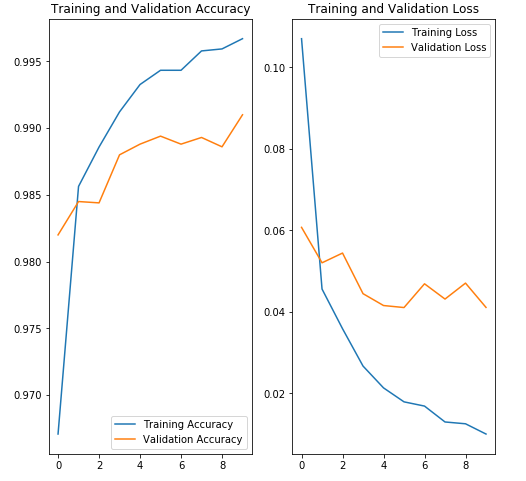 Training and Validation Accuracy
0.995
0.990
0.985
0.980
0.975
0.970
0 2 4 6 8
Training Accuracy
Validation Accuracy
Training and Validation Loss
0.10
0.08
0.06
0.04
0.02
0 2 4 6 8
Training Loss
Validation Loss